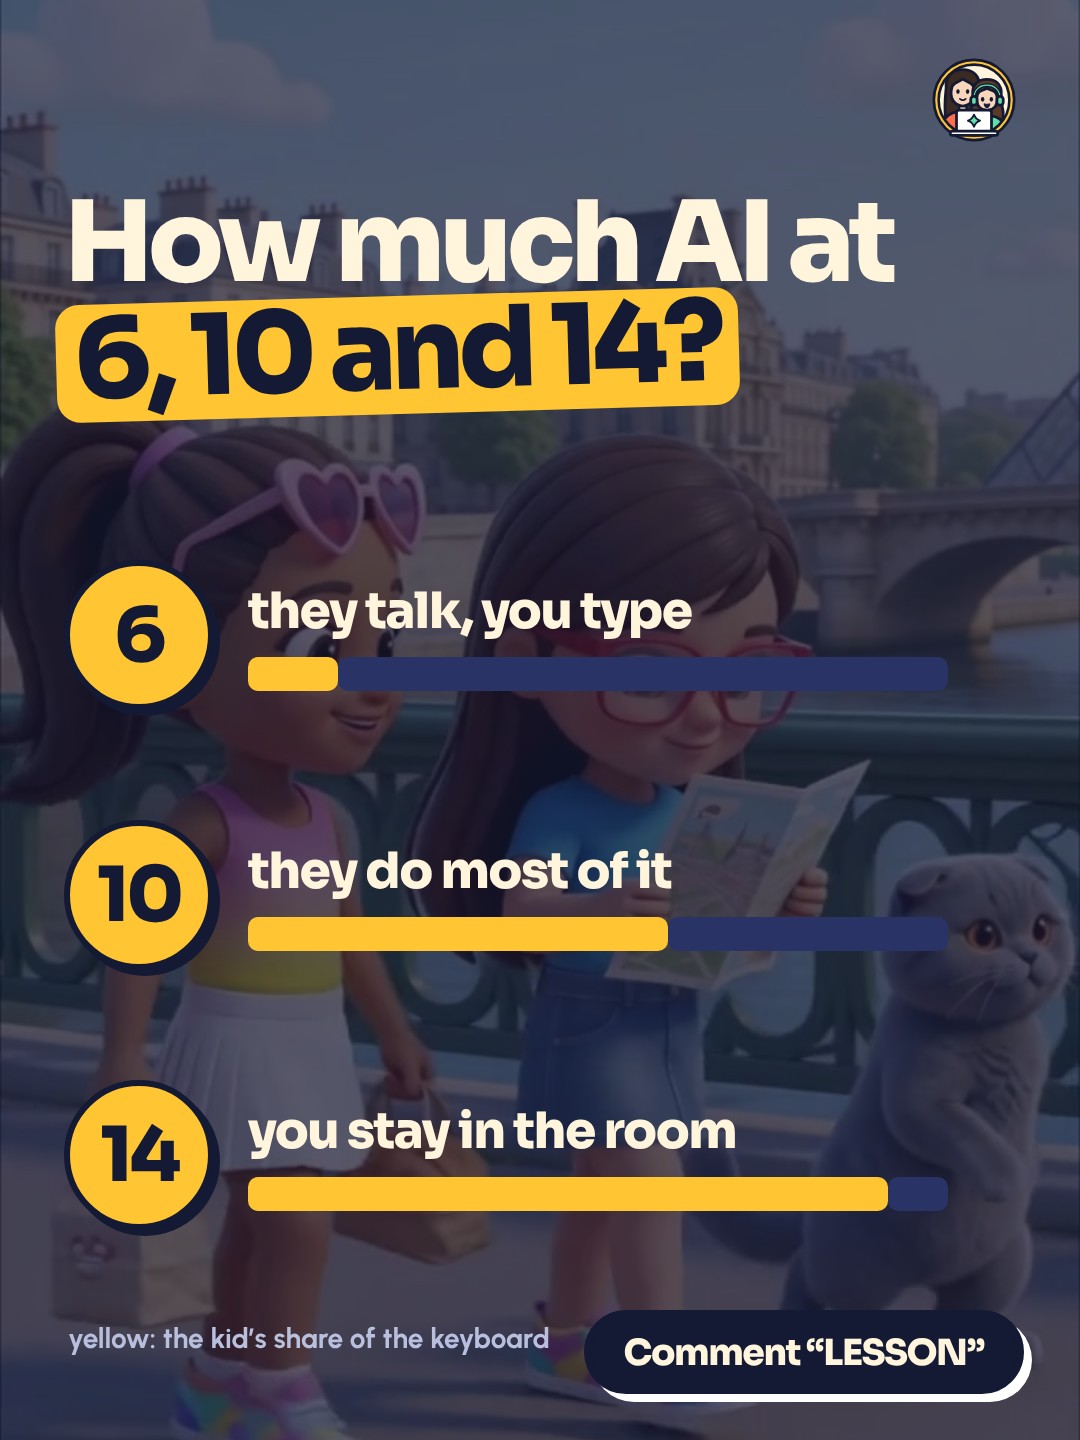 How much AI at
6, 10 and 14?
6
they talk, you type
10
they do most of it
14
you stay in the room
yellow: the kid’s share of the keyboard
Comment “LESSON”